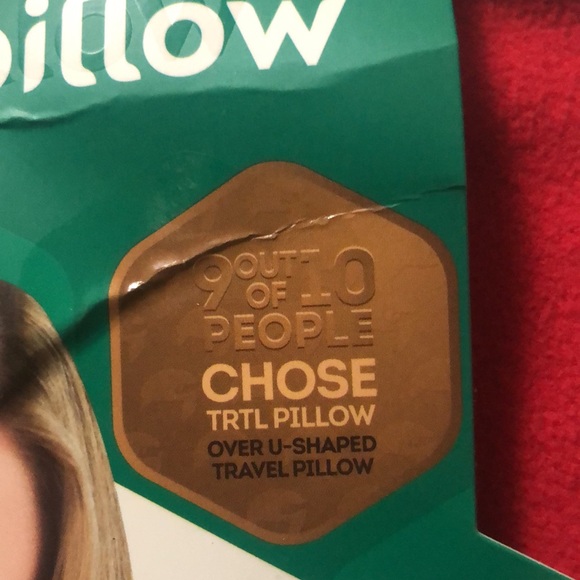 pillow
9 OUT OF 10
PEOPLE
CHOSE
TRTL PILLOW
OVER U-SHAPED
TRAVEL PILLOW